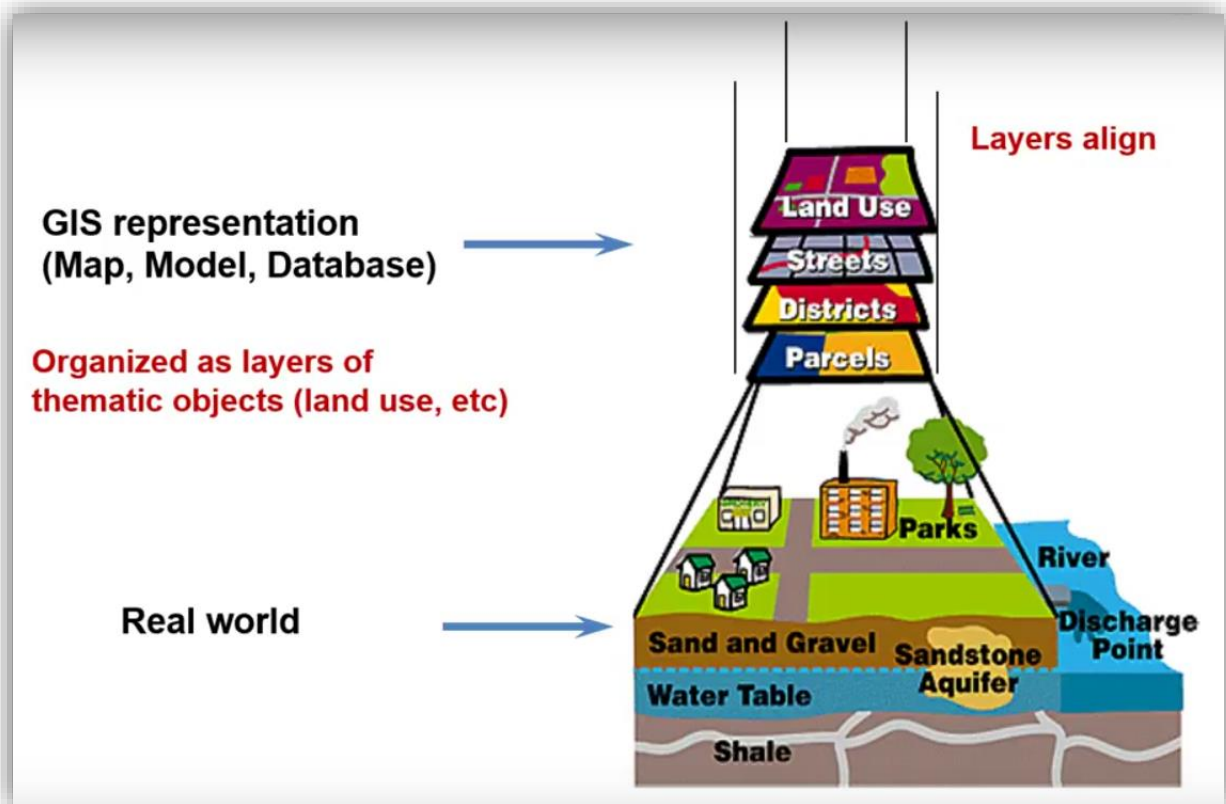 Layers align
GIS representation
(Map, Model, Database)
Land Use
Streets
Districts
Parcels
Organized as layers of
thematic objects (land use, etc)
Parks
River
Real world
Discharge
Point
Sand and Gravel
Sandstone
Aquifer
Water Table
Shale